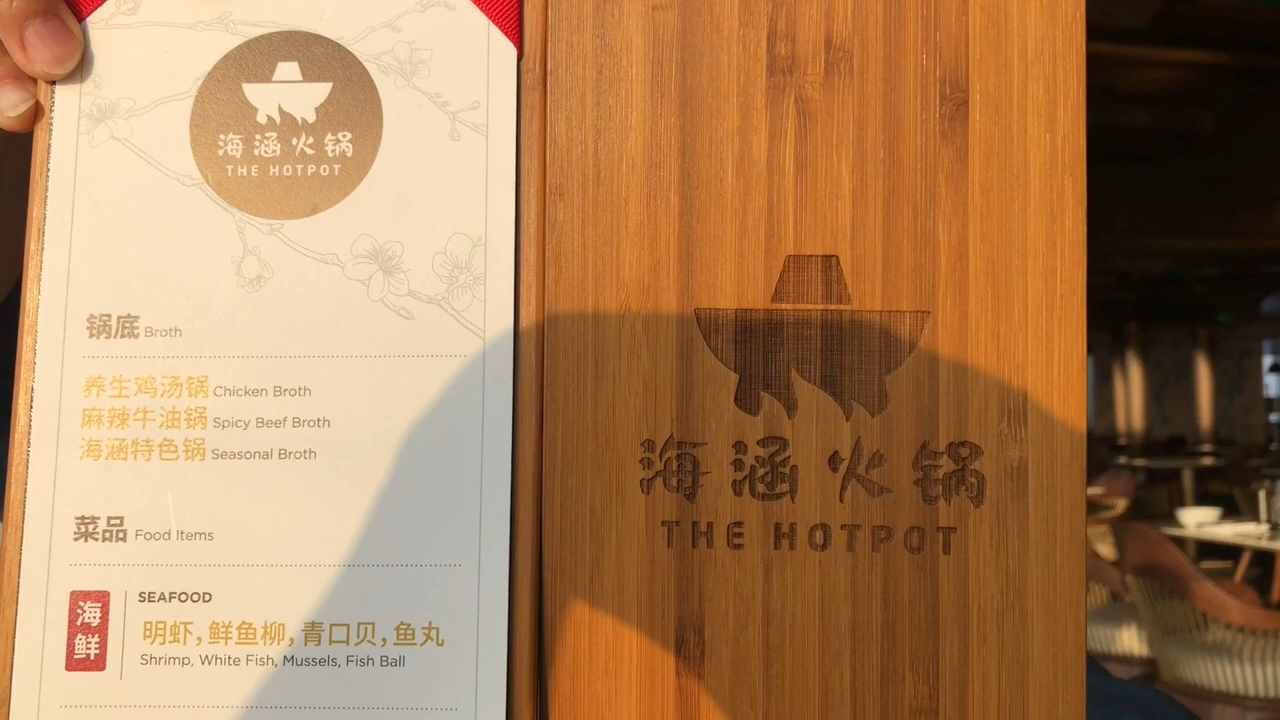 海涵火锅
THE HOTPOT
锅底 Broth
养生鸡汤锅 Chicken Broth
麻辣牛油锅 Spicy Beef Broth
海涵特色锅 Seasonal Broth
菜品 Food Items
海鲜
SEAFOOD
明虾，鲜鱼柳，青口贝，鱼丸
Shrimp, White Fish, Mussels, Fish Ball
海涵火锅
THE HOTPOT